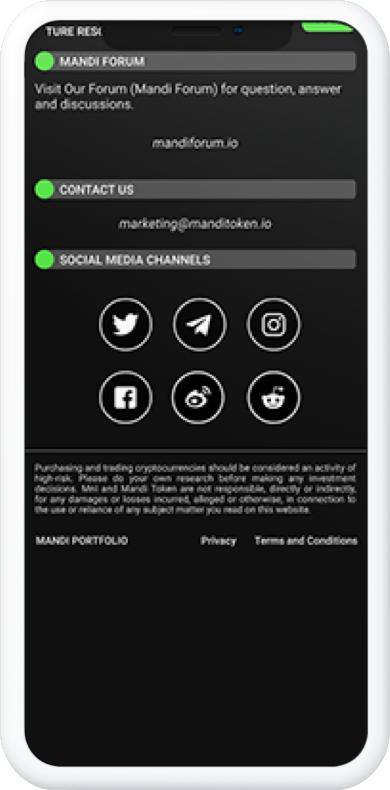 TURE RESO
MANDI FORUM
Visit Our Forum (Mandi Forum) for question, answer
and discussions.
mandiforum.io
CONTACT US
marketing@manditoken.io
SOCIAL MEDIA CHANNELS
Purchasing and trading cryptocurrencies should be considered an activity of
high-risk. Please do your own research before making any investment
decisions. Mnl and Mandi Token are not responsible, directly or indirectly,
for any damages or losses incurred, alleged or otherwise, in connection to
the use or reliance of any subject matter you read on this website.
MANDI PORTFOLIO Privacy Terms and Conditions